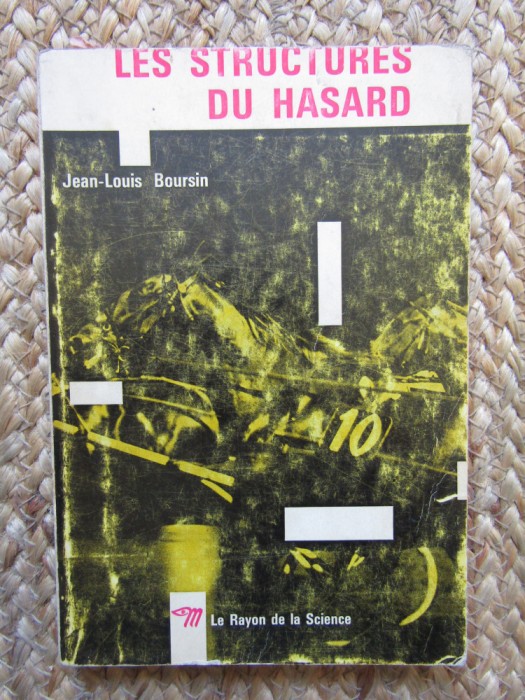 LES STRUCTURES
DU HASARD
Jean-Louis Boursin
10
m Le Rayon de la Science